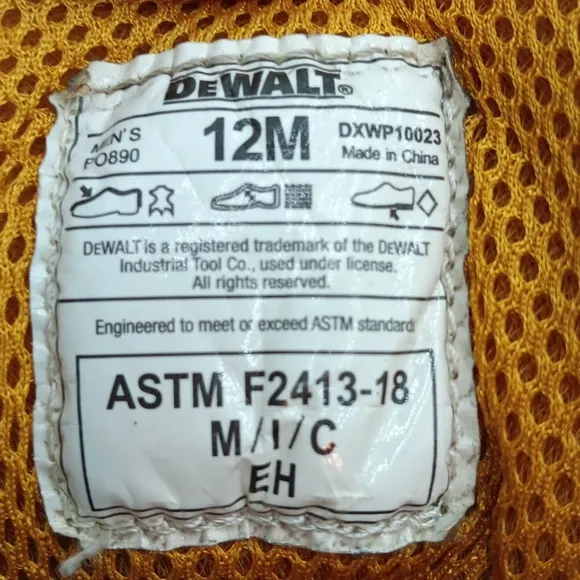 DEWALT®
MEN'S
PO890
12M
DXWP10023
Made in China
DEWALT is a registered trademark of the DEWALT
Industrial Tool Co., used under license.
All rights reserved.
Engineered to meet or exceed ASTM standard
ASTM F2413-18
M/I/C
EH